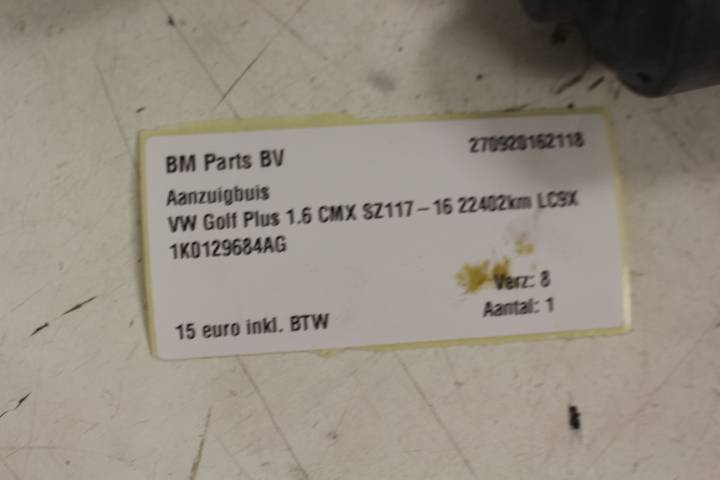 BM Parts BV 270920162118
Aanzuigbuis
VW Golf Plus 1.6 CMX SZ117-16 22402km LC9X
1K0129684AG
Verz: 8
Aantal: 1
15 euro inkl. BTW